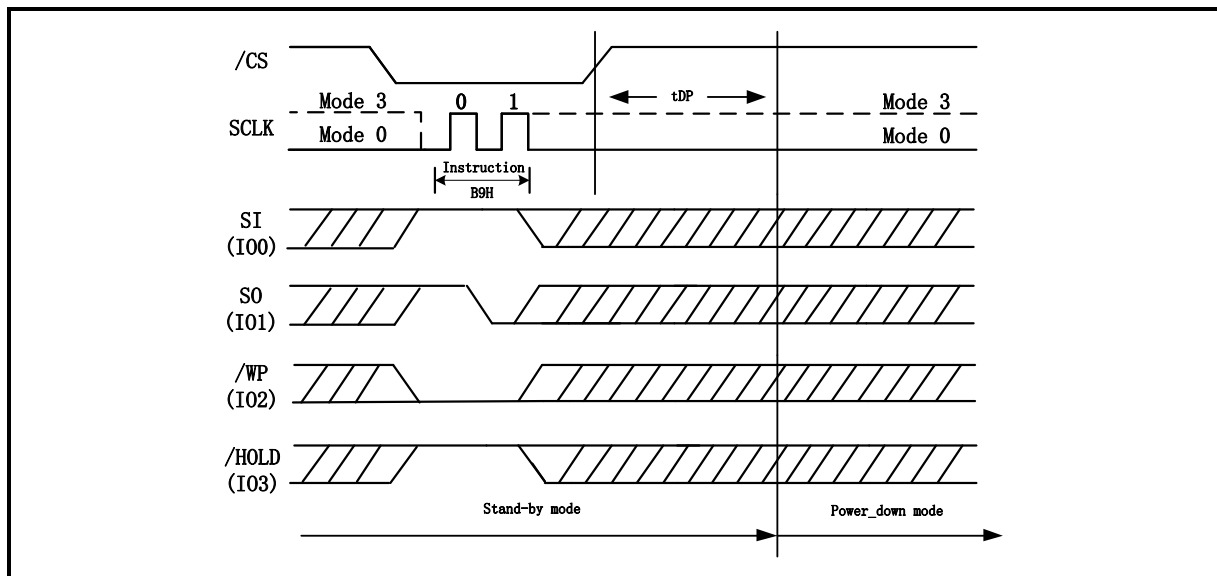 /CS
tDP
Mode 3 0 1 Mode 3
SCLK
Mode 0 Mode 0
Instruction
B9H
SI
(IO0)
SO
(IO1)
/WP
(IO2)
/HOLD
(IO3)
Stand-by mode Power_down mode